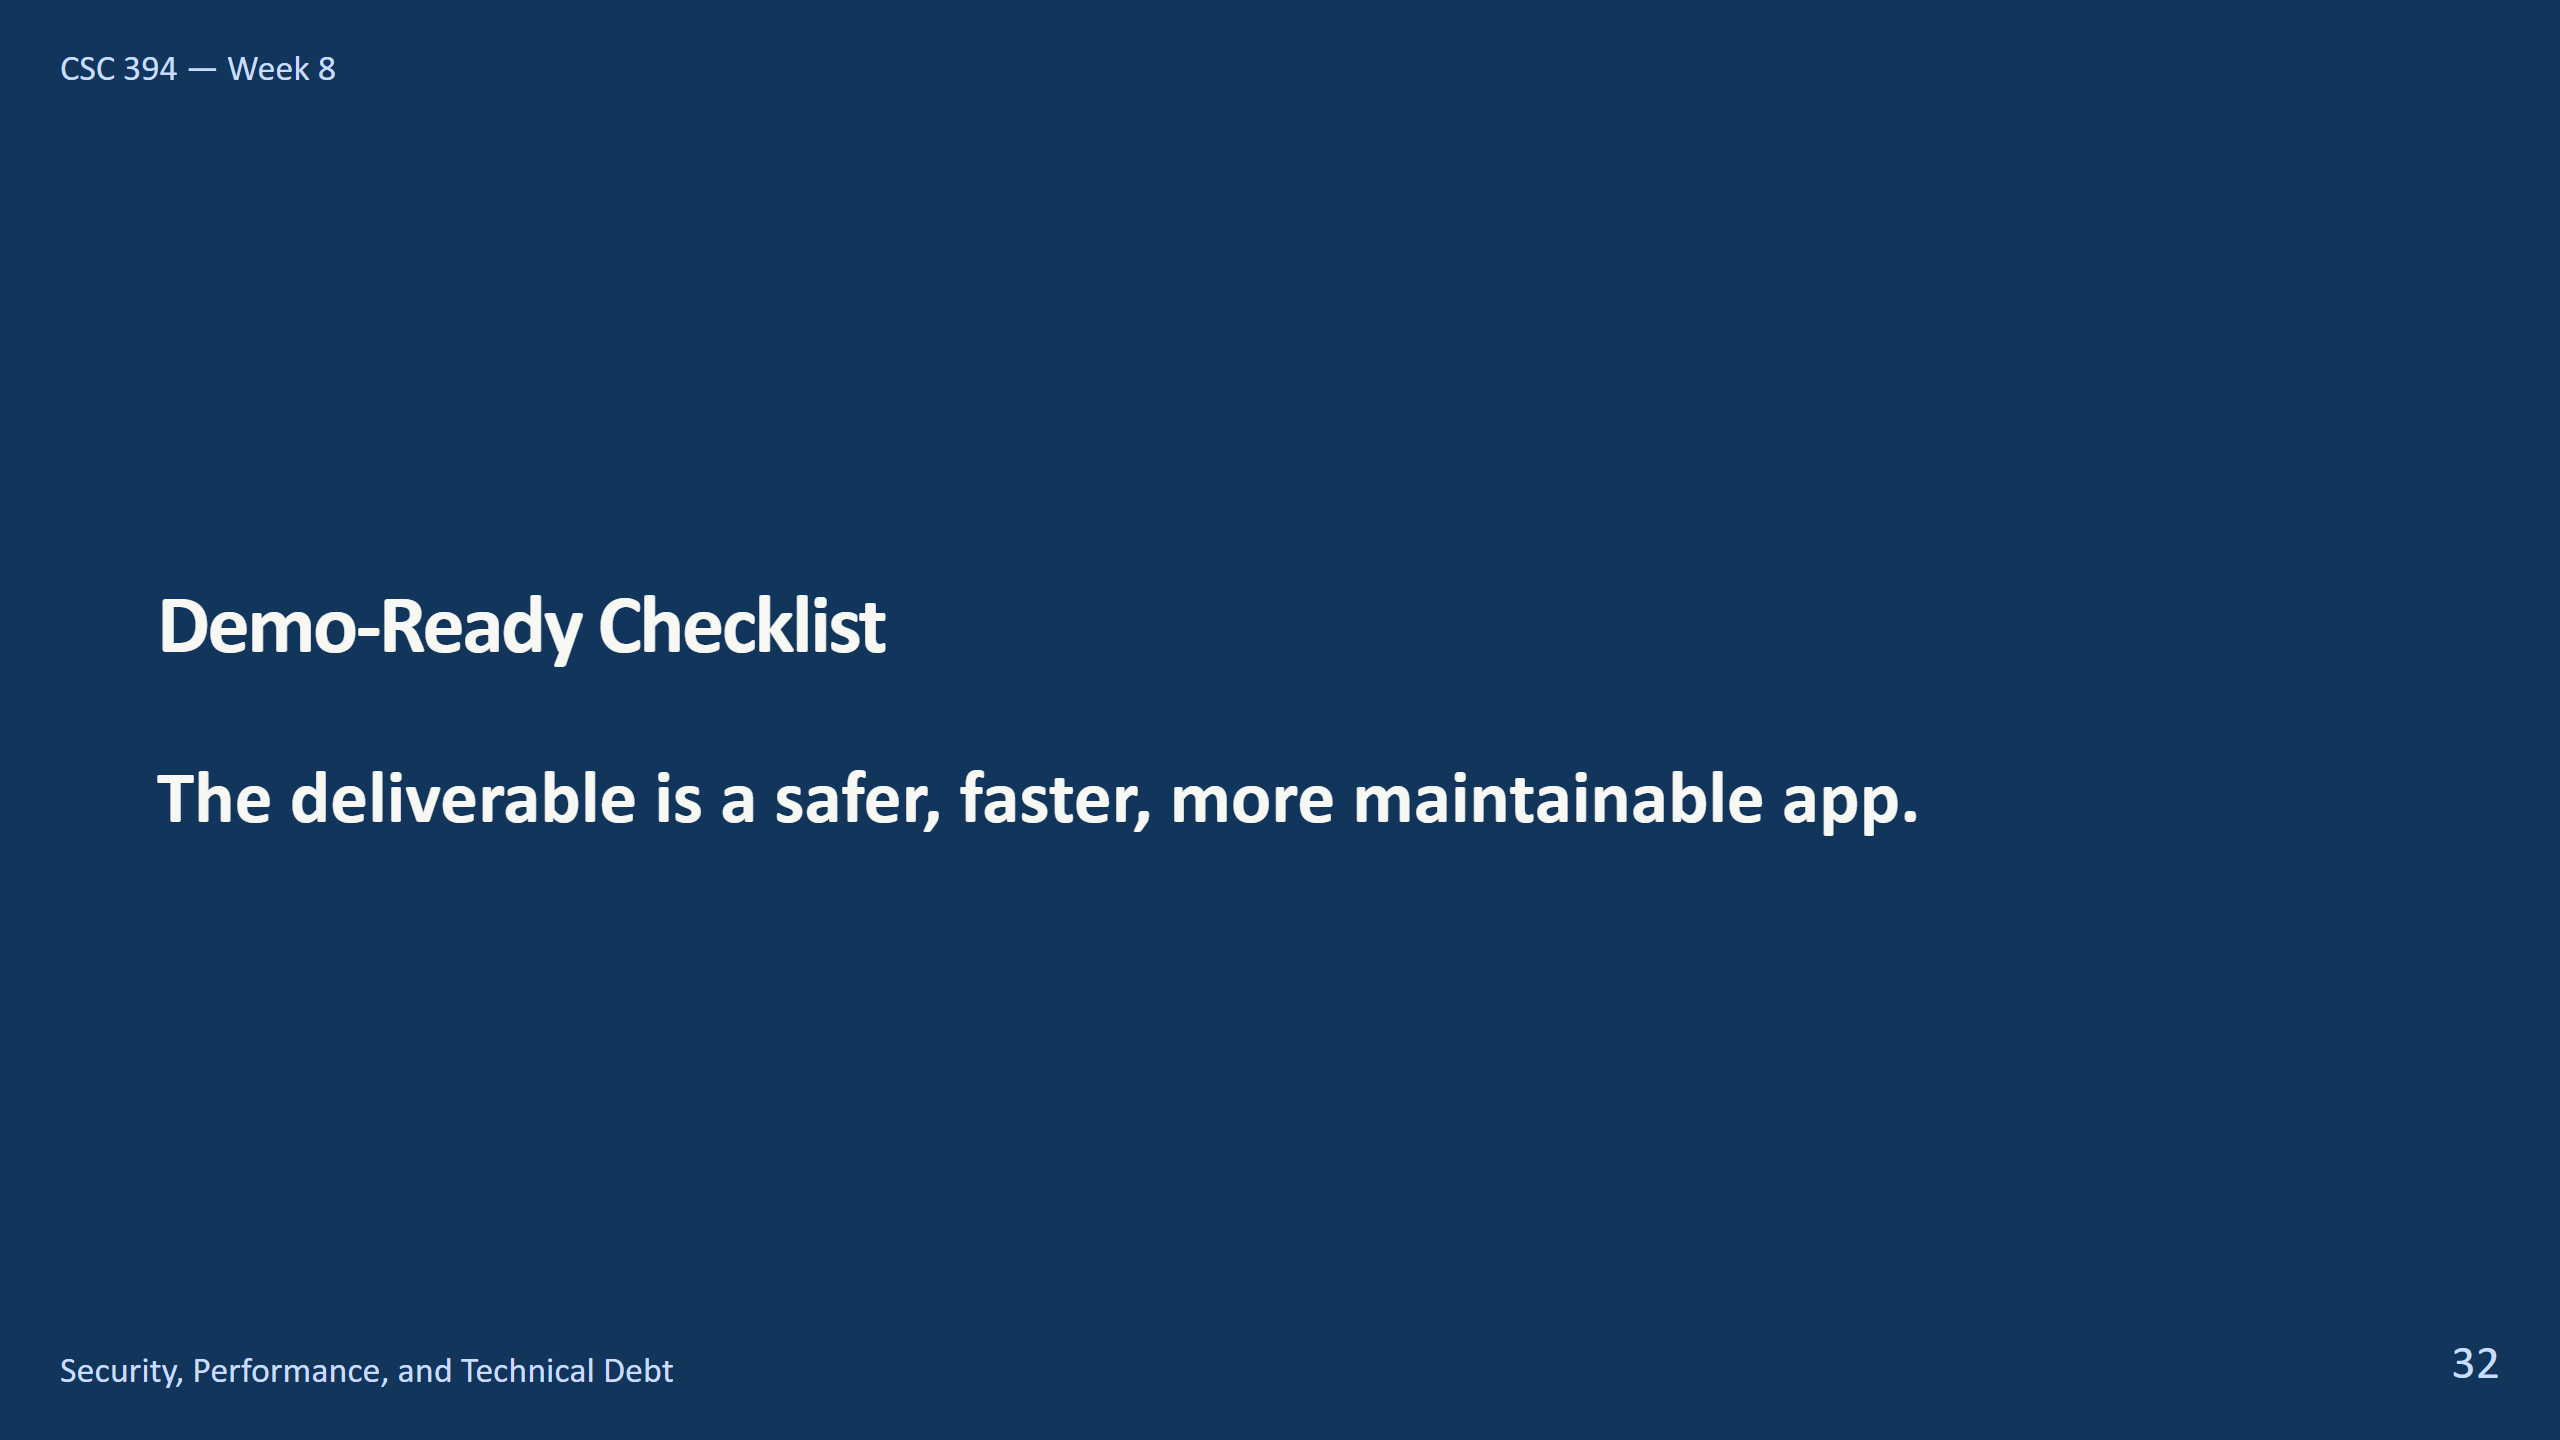 CSC 394 — Week 8
Demo-Ready Checklist
The deliverable is a safer, faster, more maintainable app.
Security, Performance, and Technical Debt
32